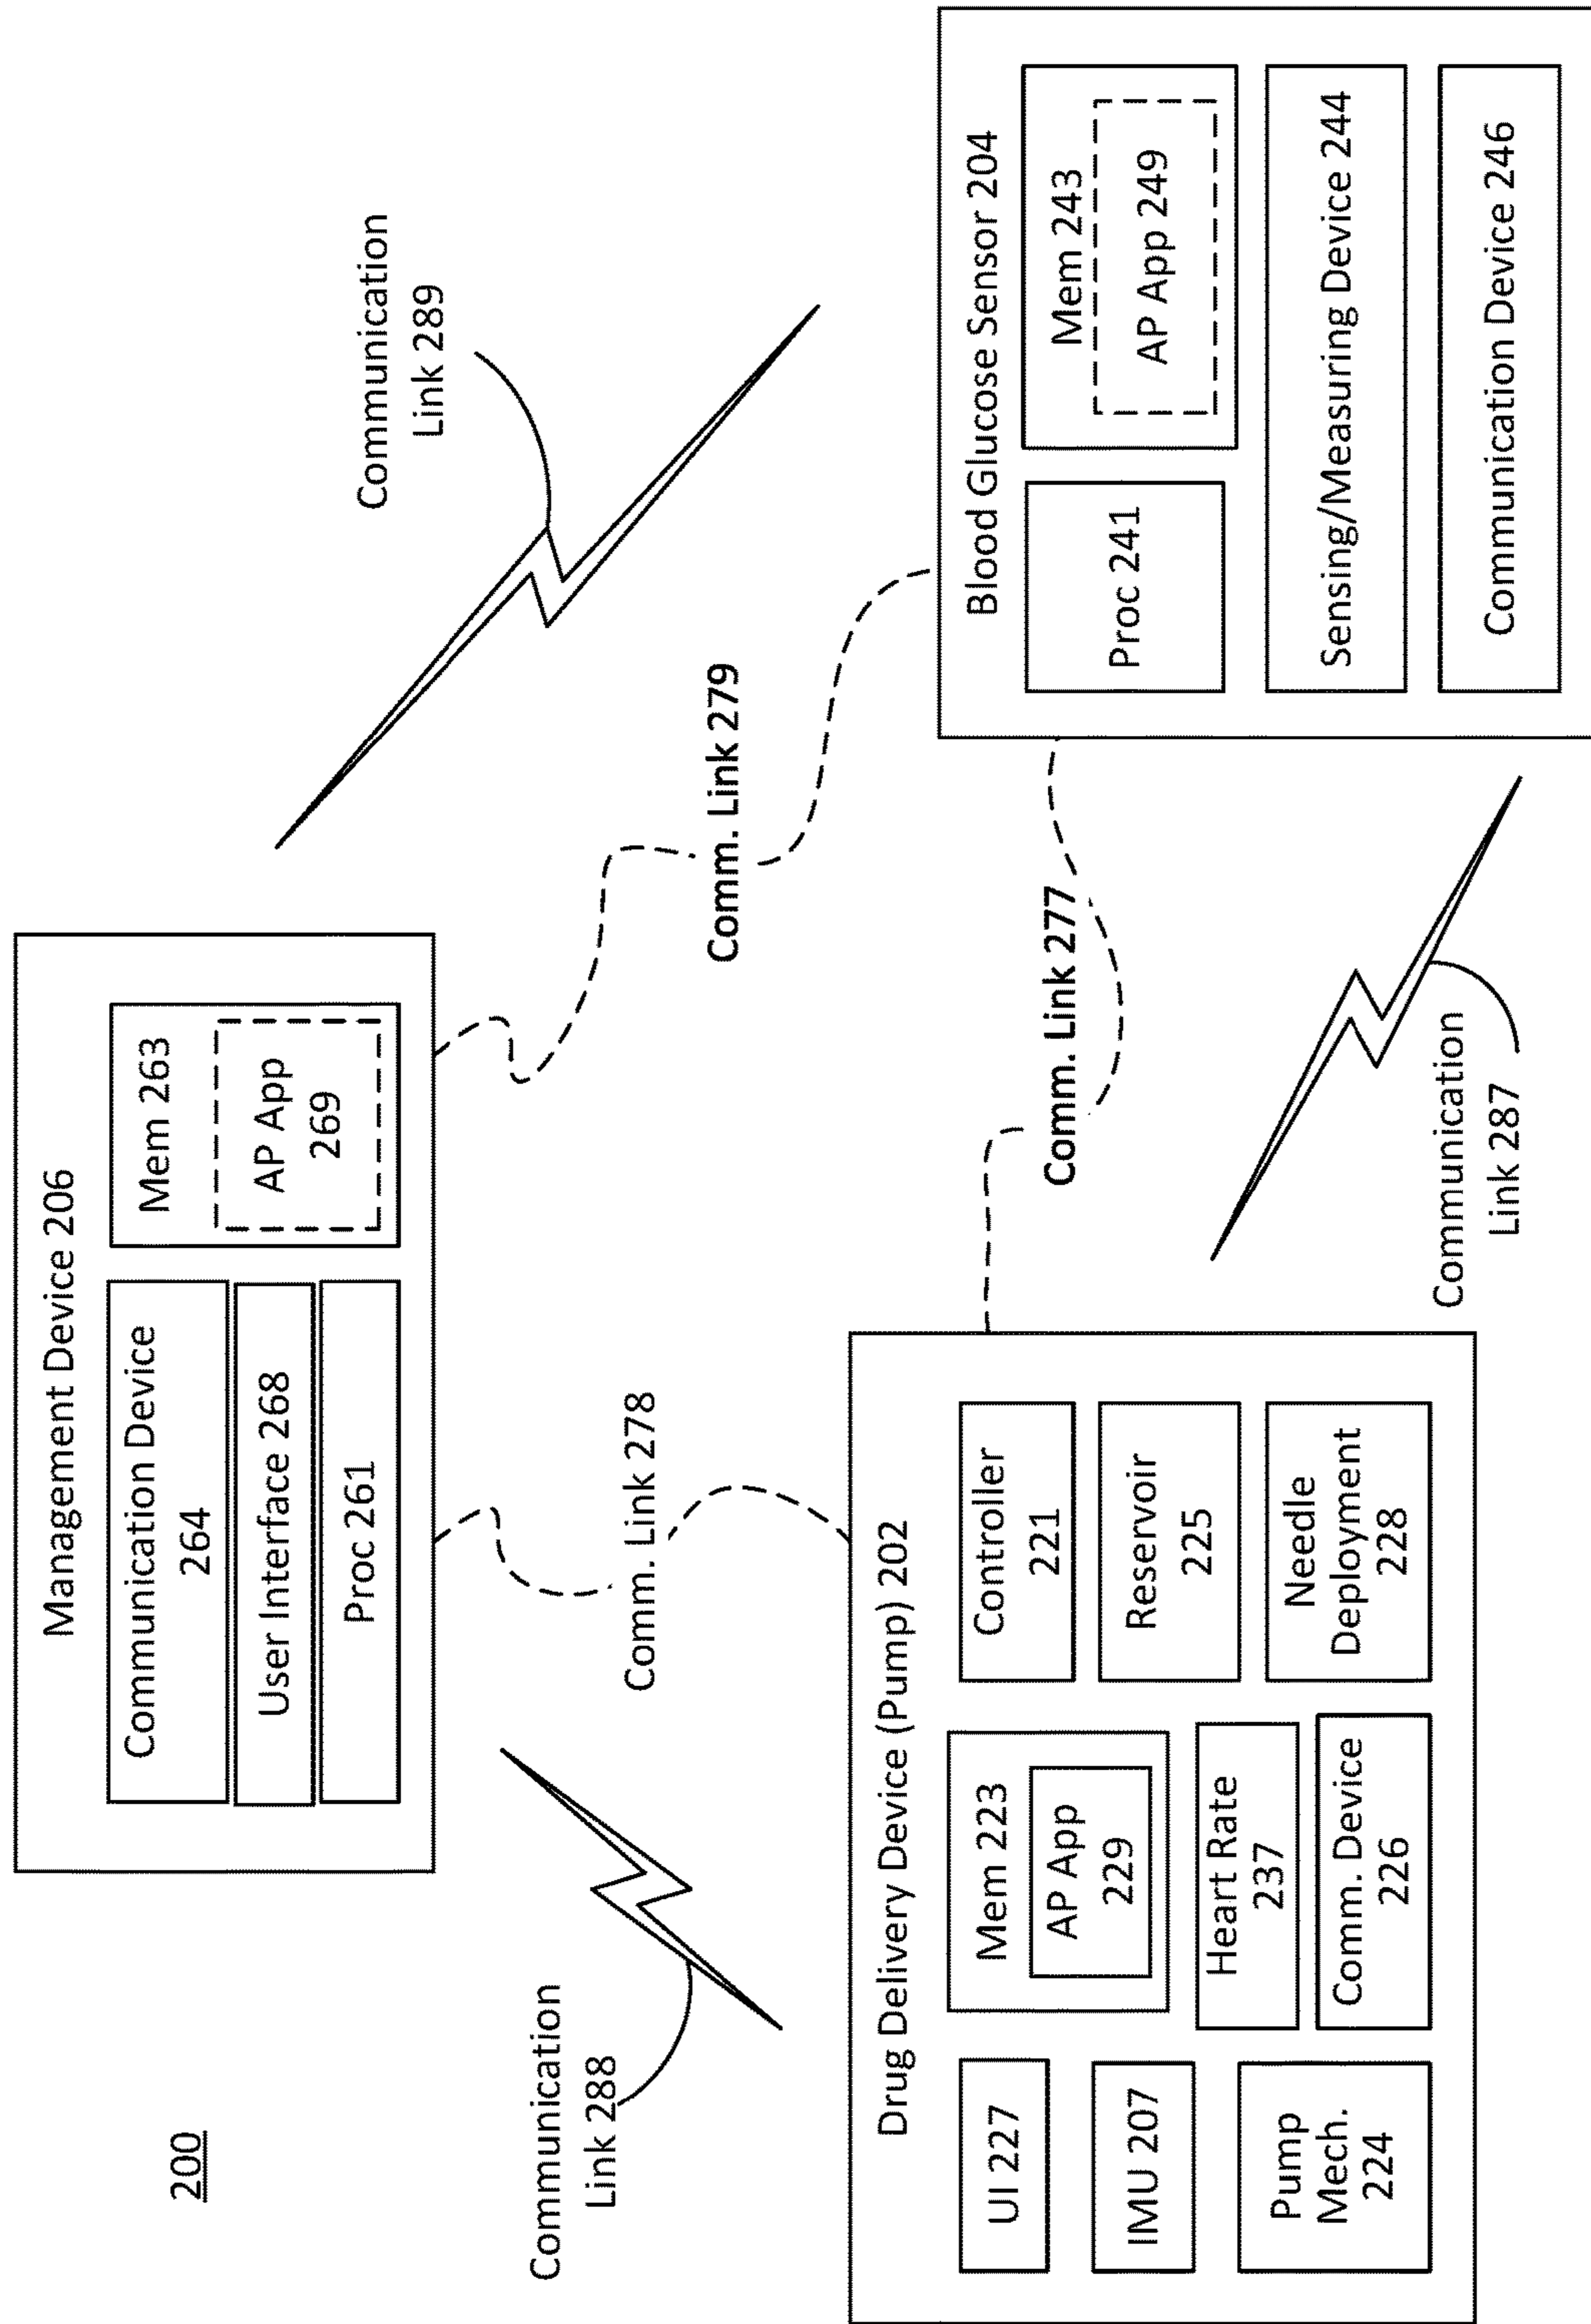 200
Management Device 206
Communication Device
264
User Interface 268
Proc 261
Mem 263
AP App
269
Communication
Link 289
Communication
Link 288
Comm. Link 278
Comm. Link 279
Drug Delivery Device (Pump) 202
UI 227
IMU 207
Pump
Mech.
224
Mem 223
AP App
229
Heart Rate
237
Comm. Device
226
Controller
221
Reservoir
225
Needle
Deployment
228
Comm. Link 277
Communication
Link 287
Blood Glucose Sensor 204
Proc 241
Mem 243
AP App 249
Sensing/Measuring Device 244
Communication Device 246